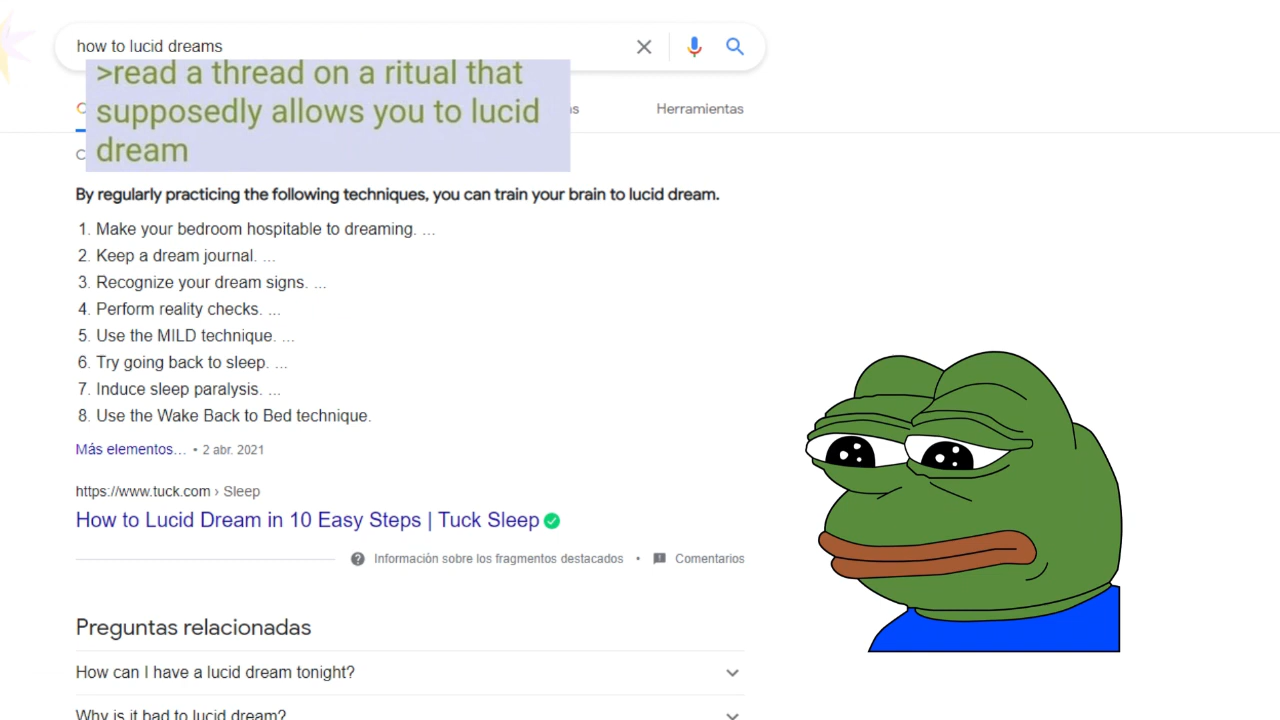 how to lucid dreams
>read a thread on a ritual that
supposedly allows you to lucid
dream
Herramientas
By regularly practicing the following techniques, you can train your brain to lucid dream.
1. Make your bedroom hospitable to dreaming. ...
2. Keep a dream journal. ...
3. Recognize your dream signs. ...
4. Perform reality checks. ...
5. Use the MILD technique. ...
6. Try going back to sleep. ...
7. Induce sleep paralysis. ...
8. Use the Wake Back to Bed technique.
Más elementos... • 2 abr. 2021
https://www.tuck.com › Sleep
How to Lucid Dream in 10 Easy Steps | Tuck Sleep
Información sobre los fragmentos destacados • Comentarios
Preguntas relacionadas
How can I have a lucid dream tonight?
Why is it bad to lucid dream?